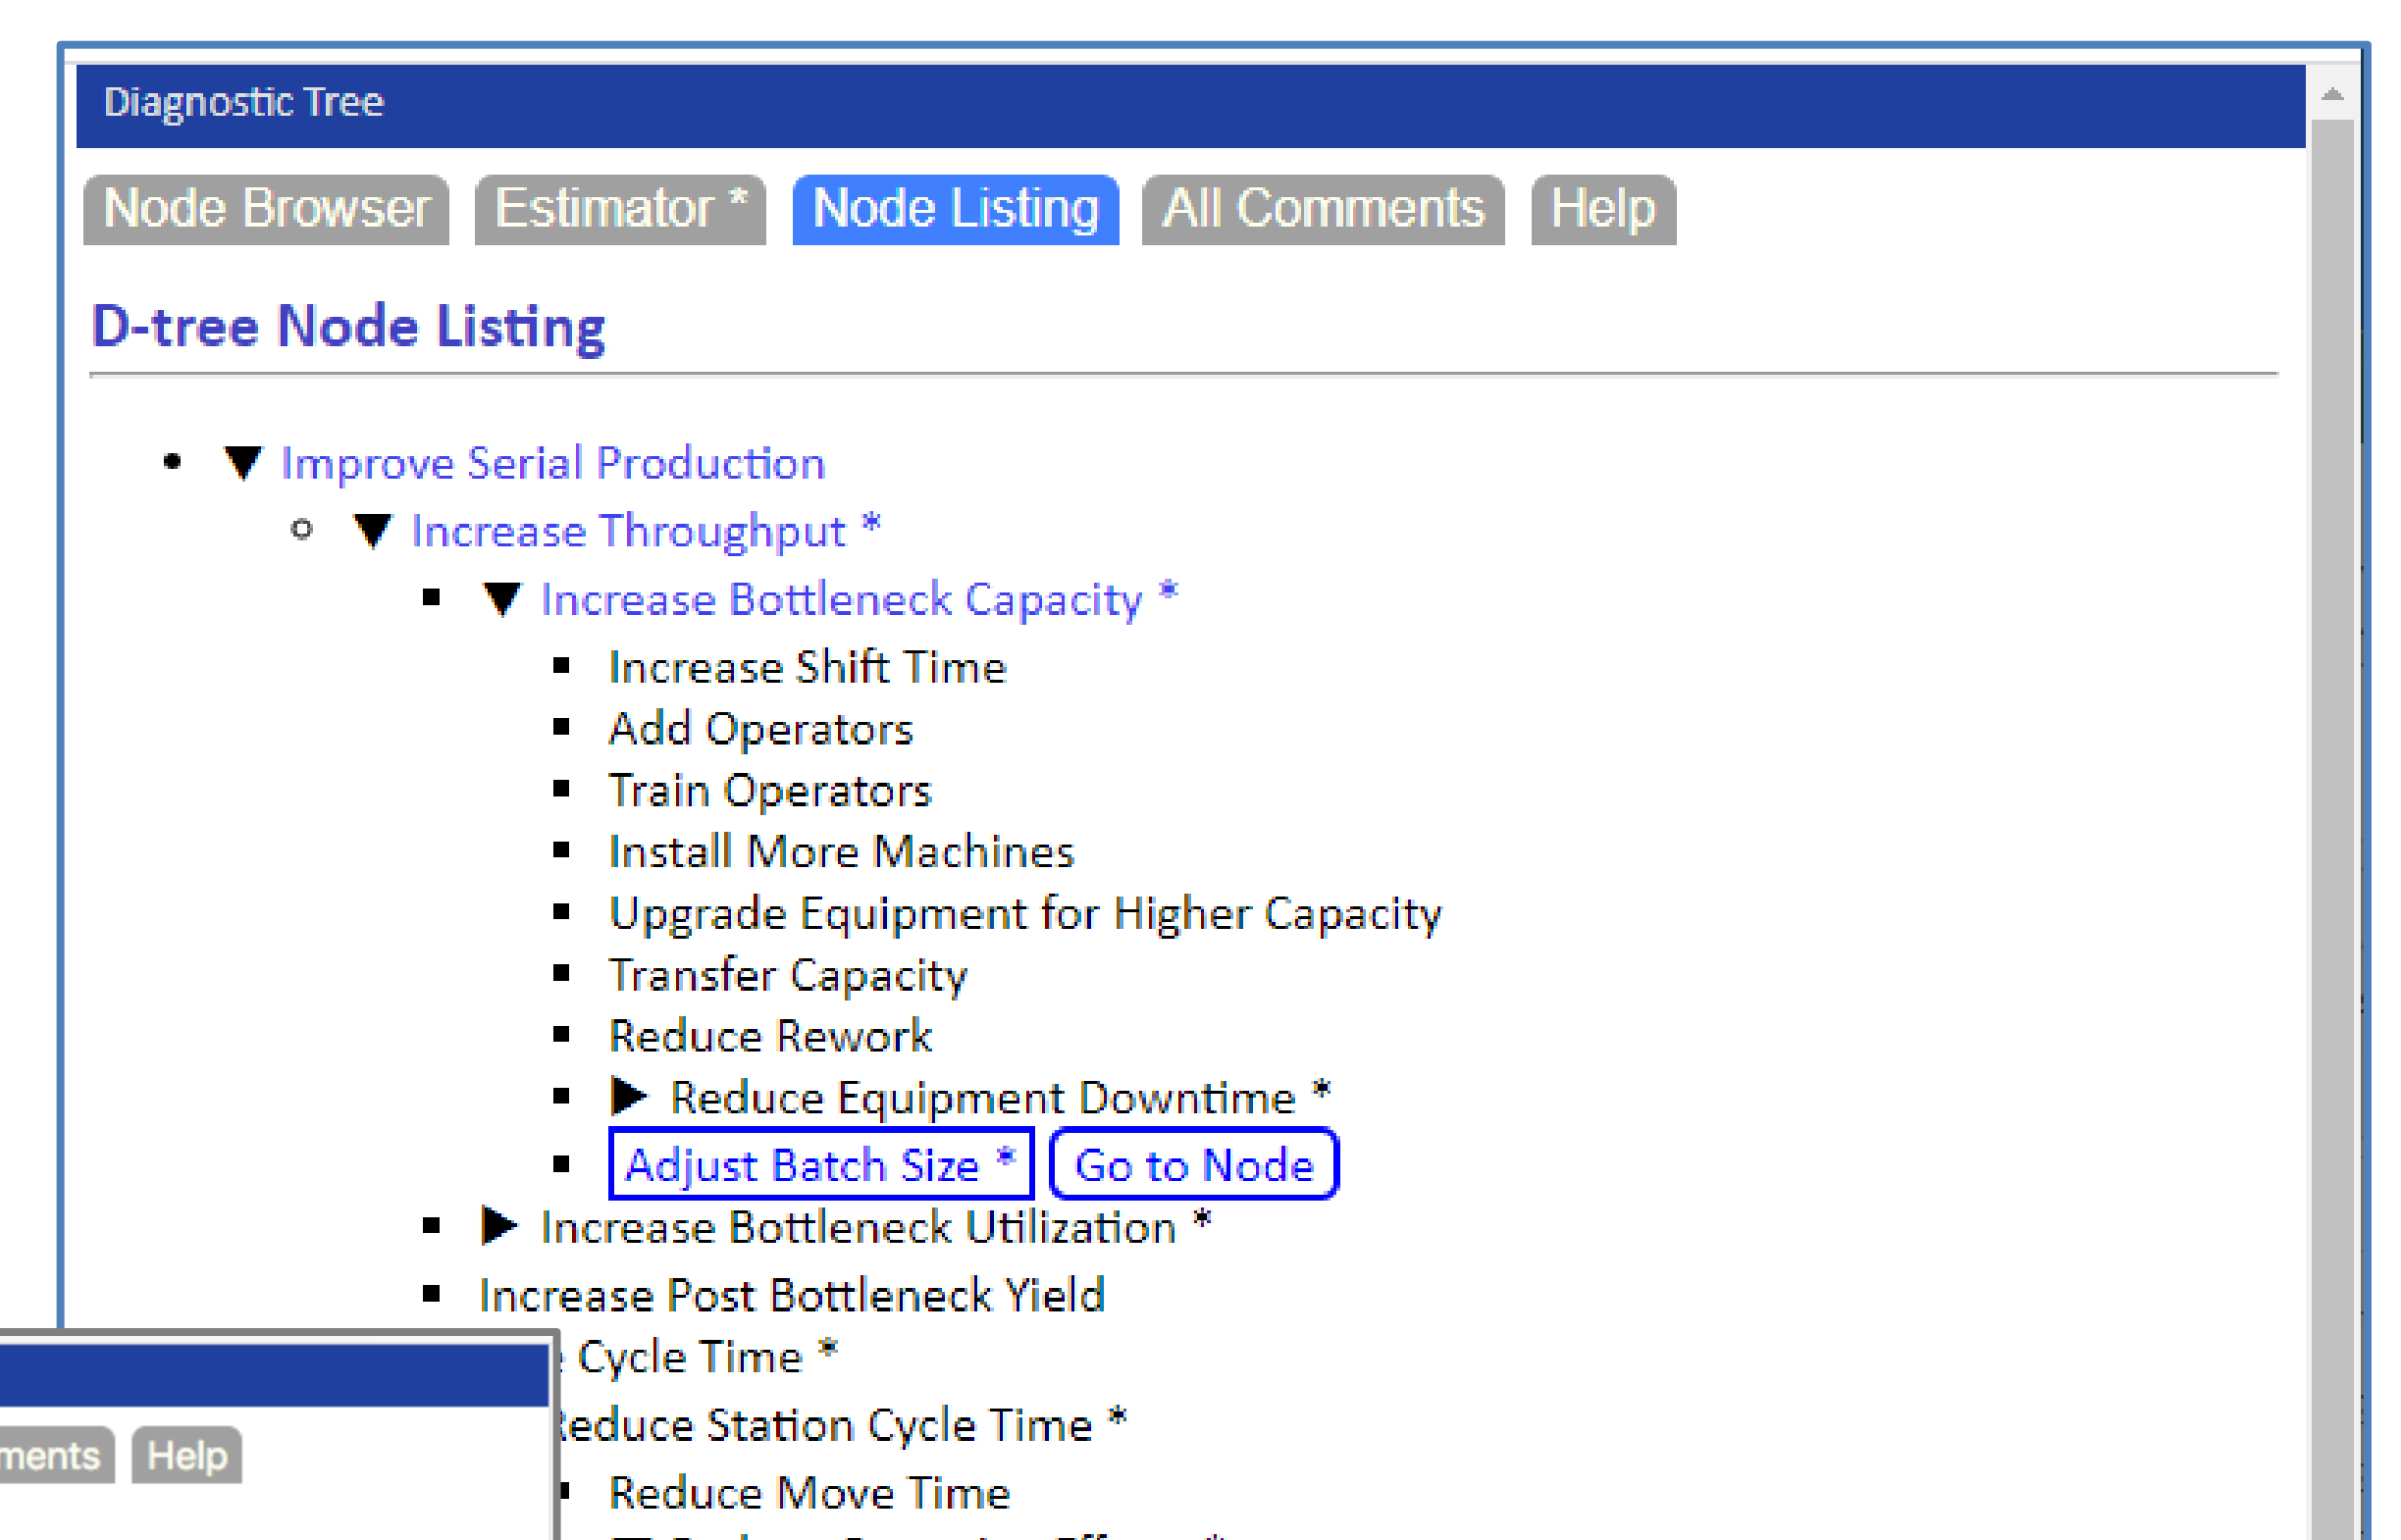 Diagnostic Tree
Node Browser Estimator * Node Listing All Comments Help
D-tree Node Listing
Improve Serial Production
Increase Throughput *
Increase Bottleneck Capacity *
Increase Shift Time
Add Operators
Train Operators
Install More Machines
Upgrade Equipment for Higher Capacity
Transfer Capacity
Reduce Rework
Reduce Equipment Downtime *
Adjust Batch Size * Go to Node
Increase Bottleneck Utilization *
Increase Post Bottleneck Yield
Cycle Time *
Reduce Station Cycle Time *
Help
Reduce Move Time